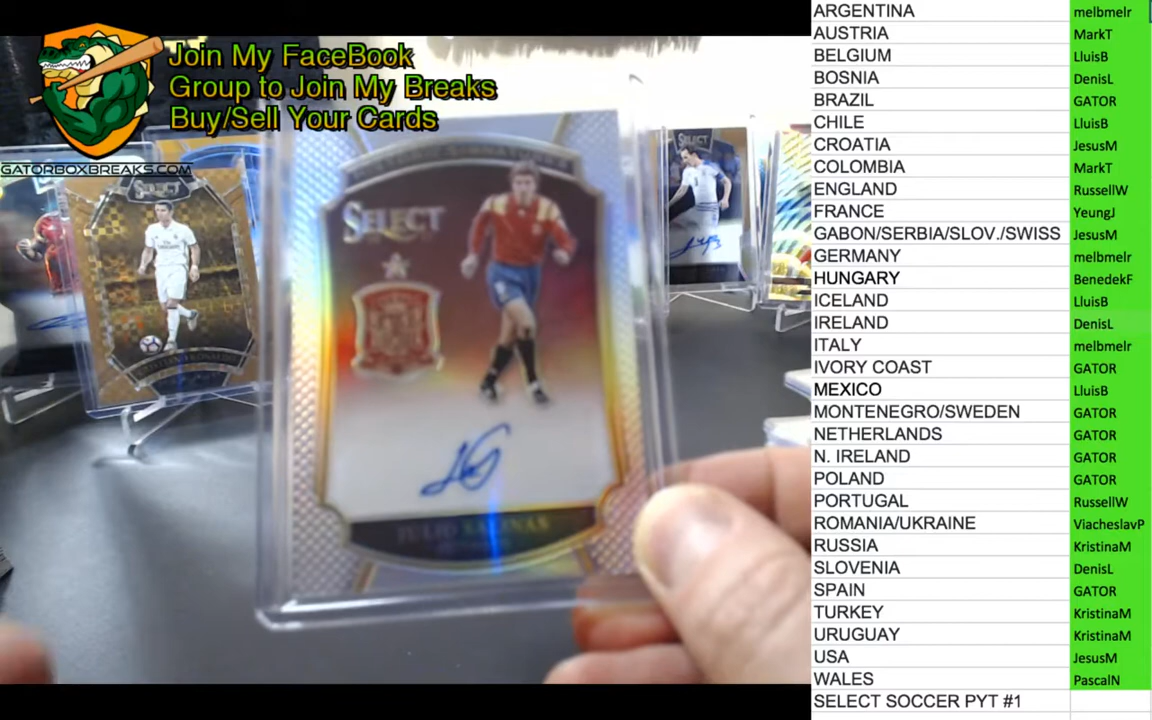 Join My FaceBook
Group to Join My Breaks
Buy/Sell Your Cards
GATORBOXBREAKS.COM
SELECT
SELECT
SELECT
ARGENTINA melbmelr
AUSTRIA MarkT
BELGIUM LluisB
BOSNIA DenisL
BRAZIL GATOR
CHILE LluisB
CROATIA JesusM
COLOMBIA MarkT
ENGLAND RussellW
FRANCE YeungJ
GABON/SERBIA/SLOV./SWISS JesusM
GERMANY melbmelr
HUNGARY BenedekF
ICELAND LluisB
IRELAND DenisL
ITALY melbmelr
IVORY COAST GATOR
MEXICO LluisB
MONTENEGRO/SWEDEN GATOR
NETHERLANDS GATOR
N. IRELAND GATOR
POLAND GATOR
PORTUGAL RussellW
ROMANIA/UKRAINE ViacheslavP
RUSSIA KristinaM
SLOVENIA DenisL
SPAIN GATOR
TURKEY KristinaM
URUGUAY KristinaM
USA JesusM
WALES PascalN
SELECT SOCCER PYT #1